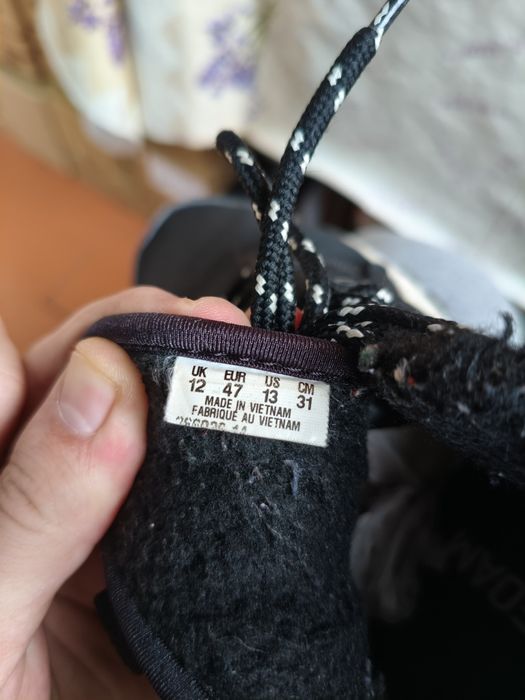 UK EUR US CM
12 47 13 31
MADE IN VIETNAM
FABRIQUÉ AU VIETNAM